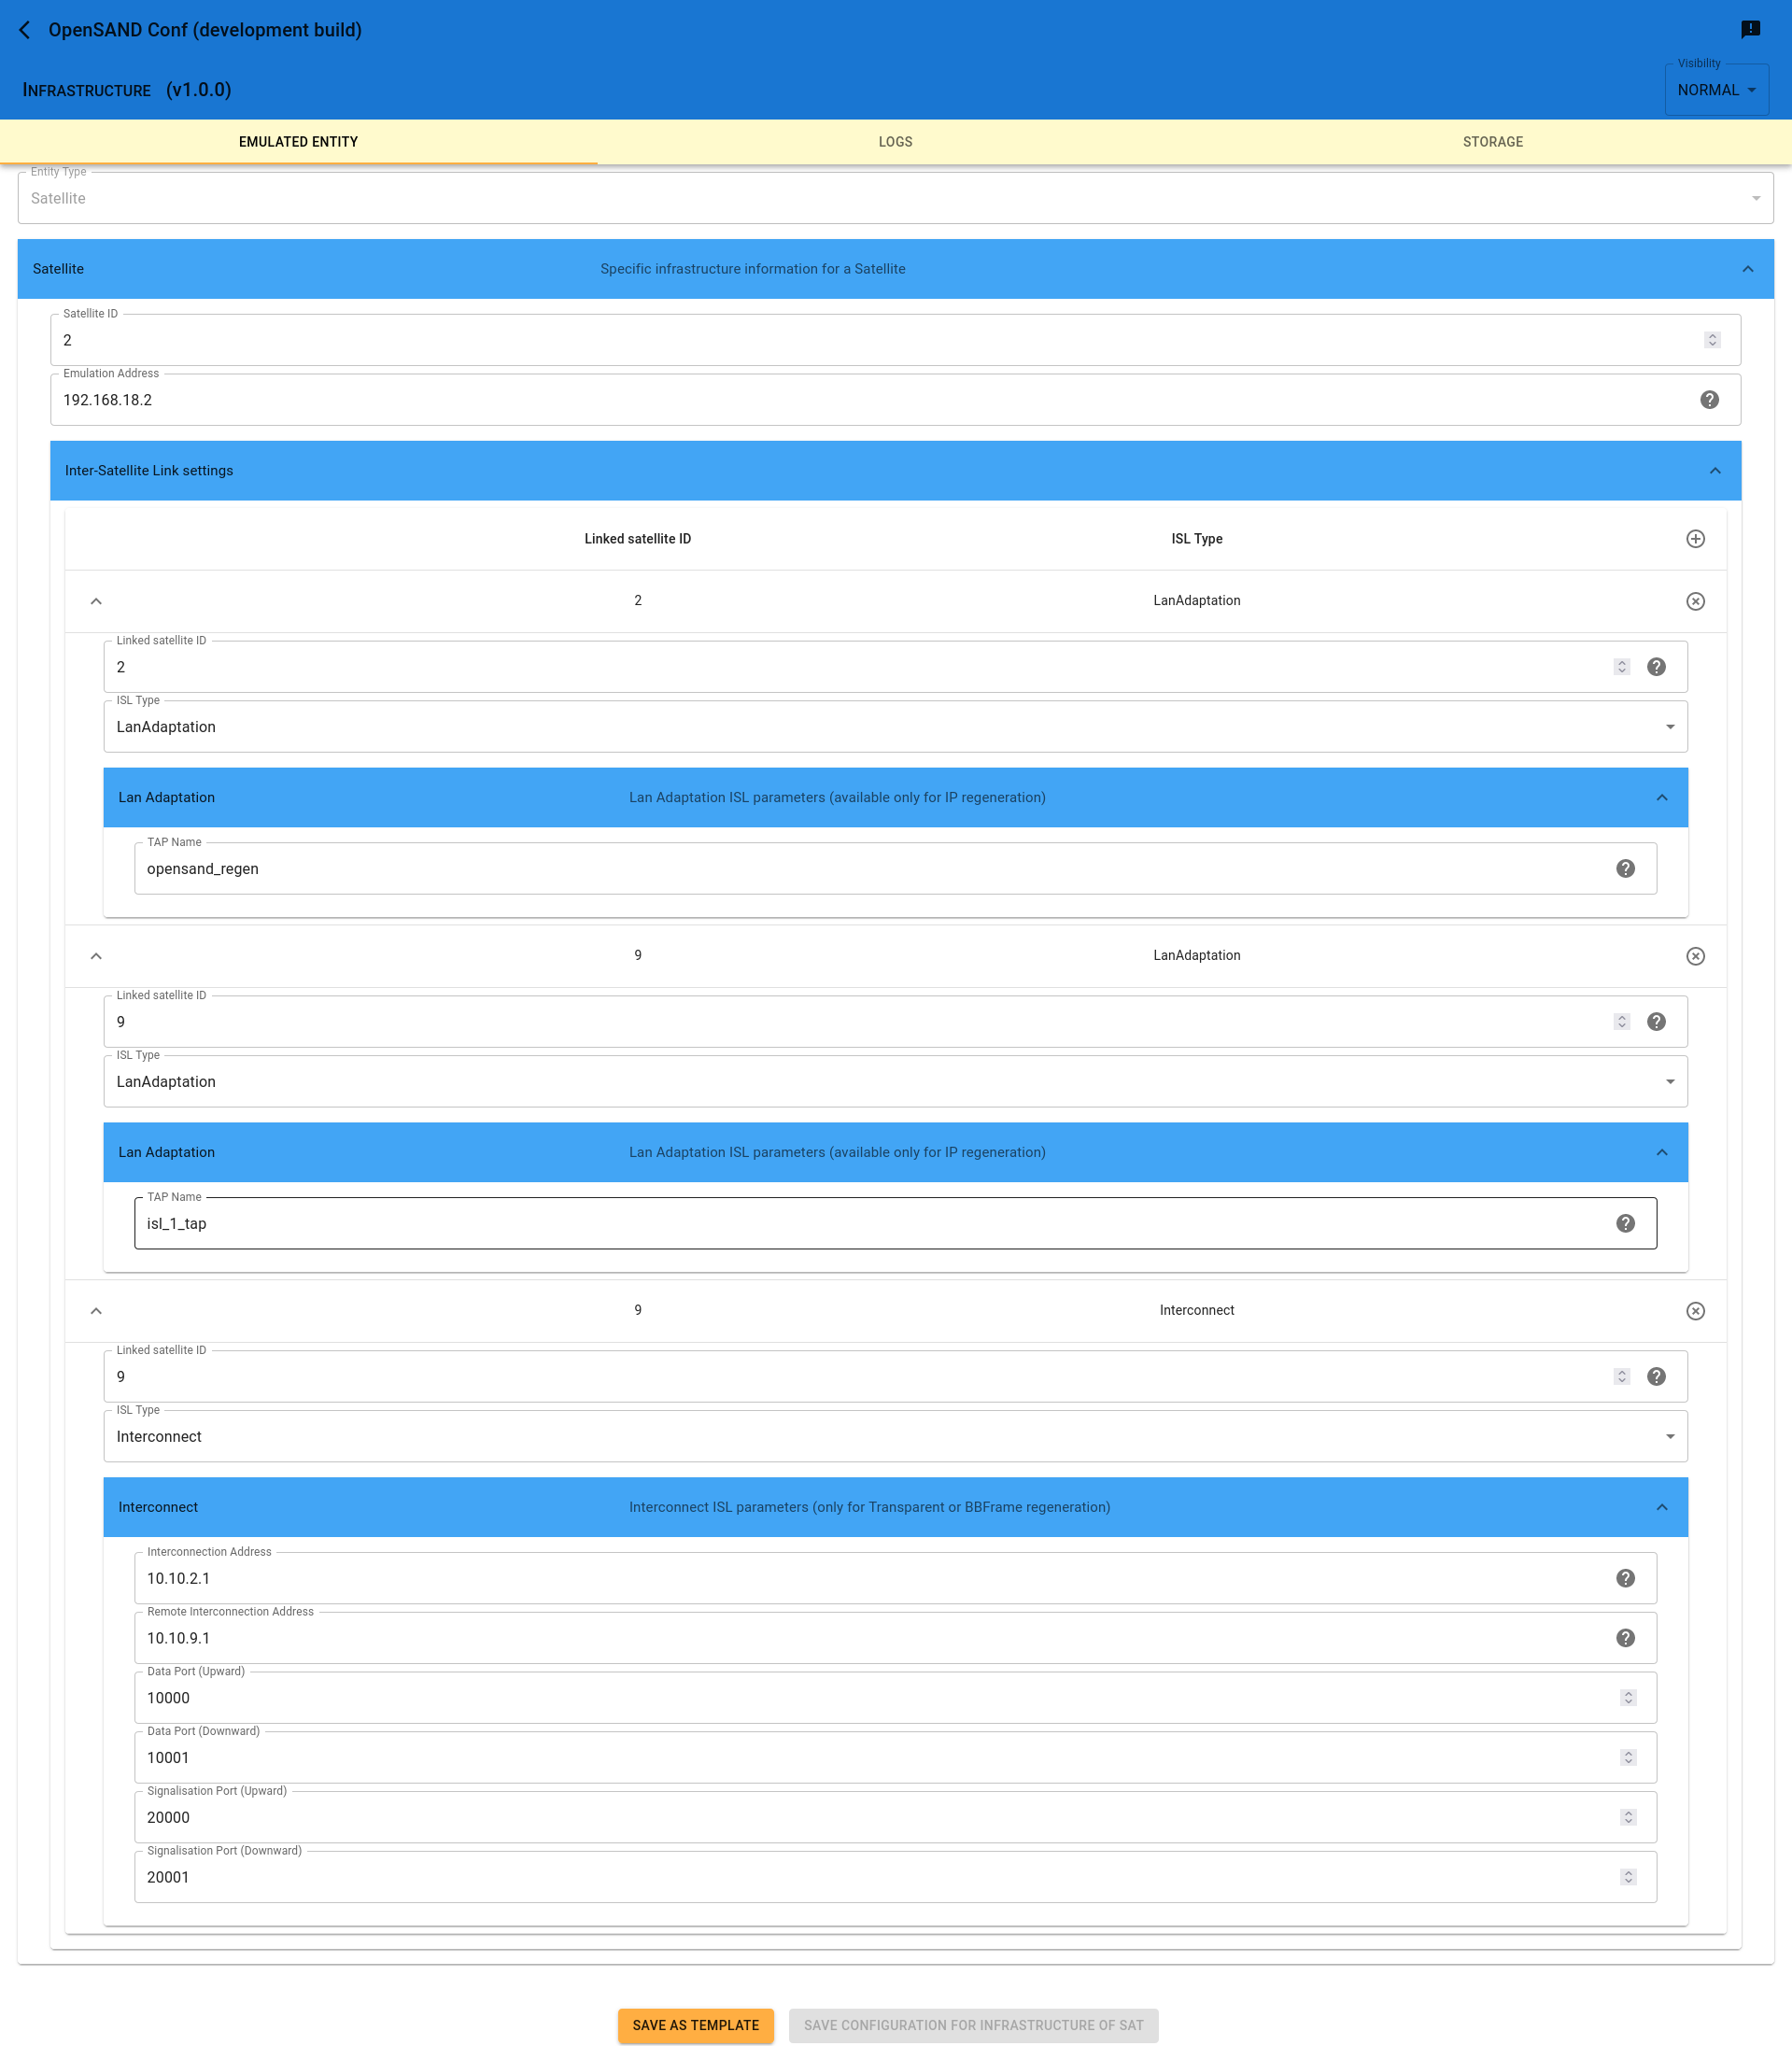 OpenSAND Conf (development build)
INFRASTRUCTURE (v1.0.0)
Visibility
NORMAL
EMULATED ENTITY LOGS STORAGE
Entity Type
Satellite
Satellite Specific infrastructure information for a Satellite
Satellite ID
2
Emulation Address
192.168.18.2
Inter-Satellite Link settings
Linked satellite ID ISL Type
2 LanAdaptation
Linked satellite ID
2
ISL Type
LanAdaptation
Lan Adaptation Lan Adaptation ISL parameters (available only for IP regeneration)
TAP Name
opensand_regen
9 LanAdaptation
Linked satellite ID
9
ISL Type
LanAdaptation
Lan Adaptation Lan Adaptation ISL parameters (available only for IP regeneration)
TAP Name
isl_1_tap
9 Interconnect
Linked satellite ID
9
ISL Type
Interconnect
Interconnect Interconnect ISL parameters (only for Transparent or BBFrame regeneration)
Interconnection Address
10.10.2.1
Remote Interconnection Address
10.10.9.1
Data Port (Upward)
10000
Data Port (Downward)
10001
Signalisation Port (Upward)
20000
Signalisation Port (Downward)
20001
SAVE AS TEMPLATE SAVE CONFIGURATION FOR INFRASTRUCTURE OF SAT